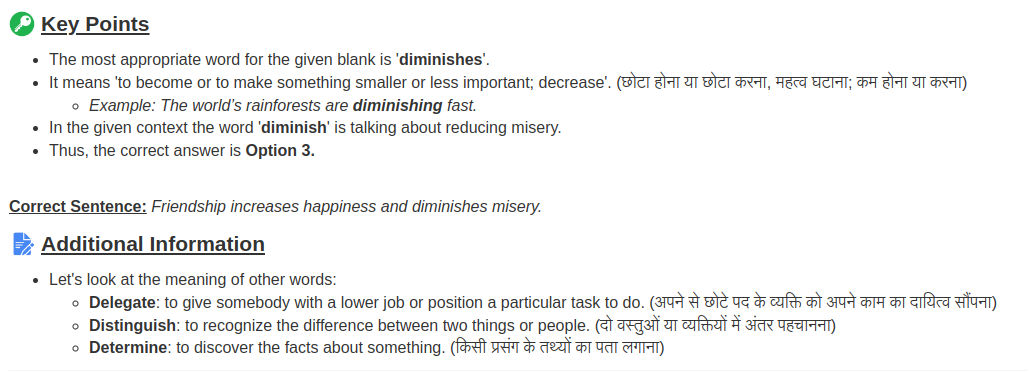 Key Points
• The most appropriate word for the given blank is 'diminishes'.
• It means 'to become or to make something smaller or less important; decrease'. (छोटा होना या छोटा करना, महत्व घटाना; कम होना या करना)
◦ Example: The world's rainforests are diminishing fast.
• In the given context the word 'diminish' is talking about reducing misery.
• Thus, the correct answer is Option 3.
Correct Sentence: Friendship increases happiness and diminishes misery.
Additional Information
• Let's look at the meaning of other words:
◦ Delegate: to give somebody with a lower job or position a particular task to do. (अपने से छोटे पद के व्यक्ति को अपने काम का दायित्व सौंपना)
◦ Distinguish: to recognize the difference between two things or people. (दो वस्तुओं या व्यक्तियों में अंतर पहचानना)
◦ Determine: to discover the facts about something. (किसी प्रसंग के तथ्यों का पता लगाना)